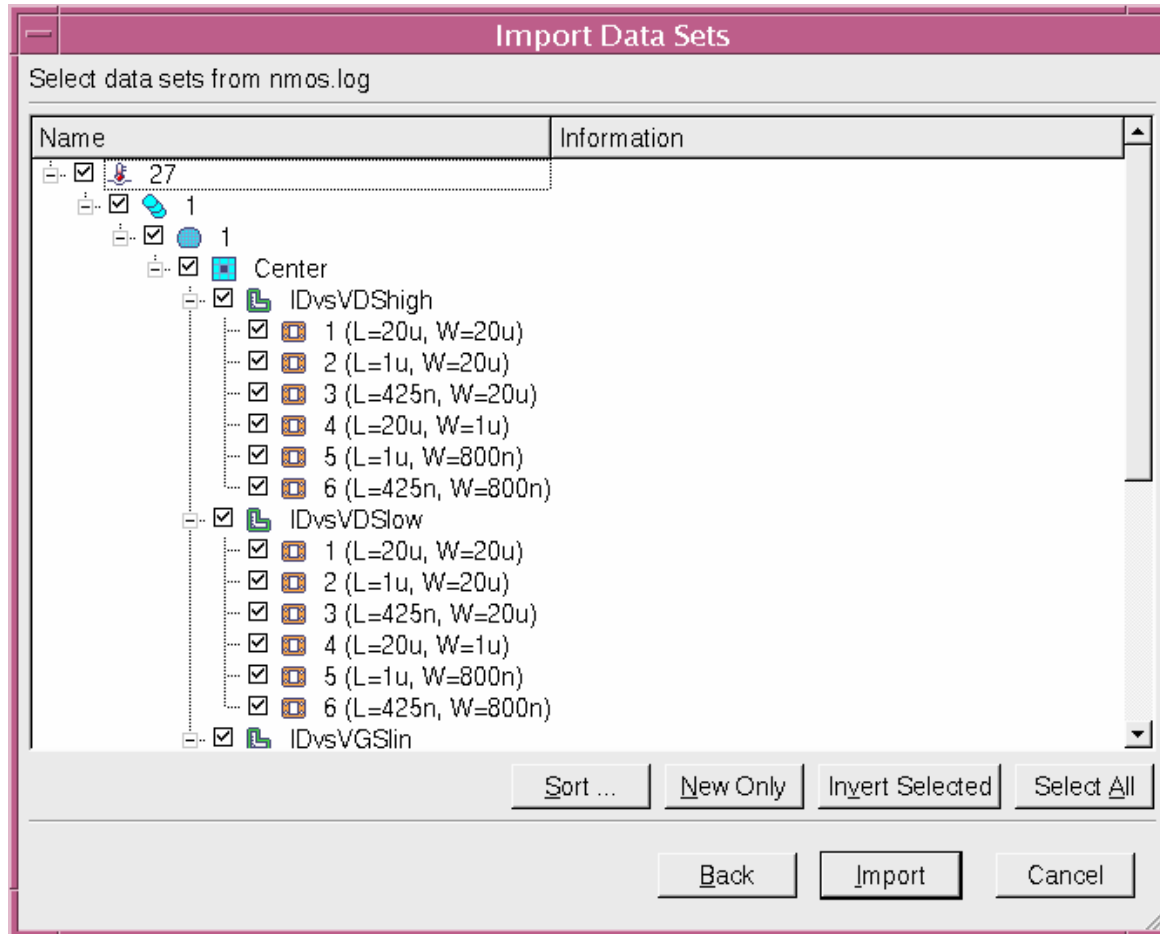 Import Data Sets
Select data sets from nmos.log
Name Information
27
1
1
Center
IDvsVDShigh
1 (L=20u, W=20u)
2 (L=1u, W=20u)
3 (L=425n, W=20u)
4 (L=20u, W=1u)
5 (L=1u, W=800n)
6 (L=425n, W=800n)
IDvsVDSlow
1 (L=20u, W=20u)
2 (L=1u, W=20u)
3 (L=425n, W=20u)
4 (L=20u, W=1u)
5 (L=1u, W=800n)
6 (L=425n, W=800n)
IDvsVGSlin
Sort ... New Only Invert Selected Select All
Back Import Cancel